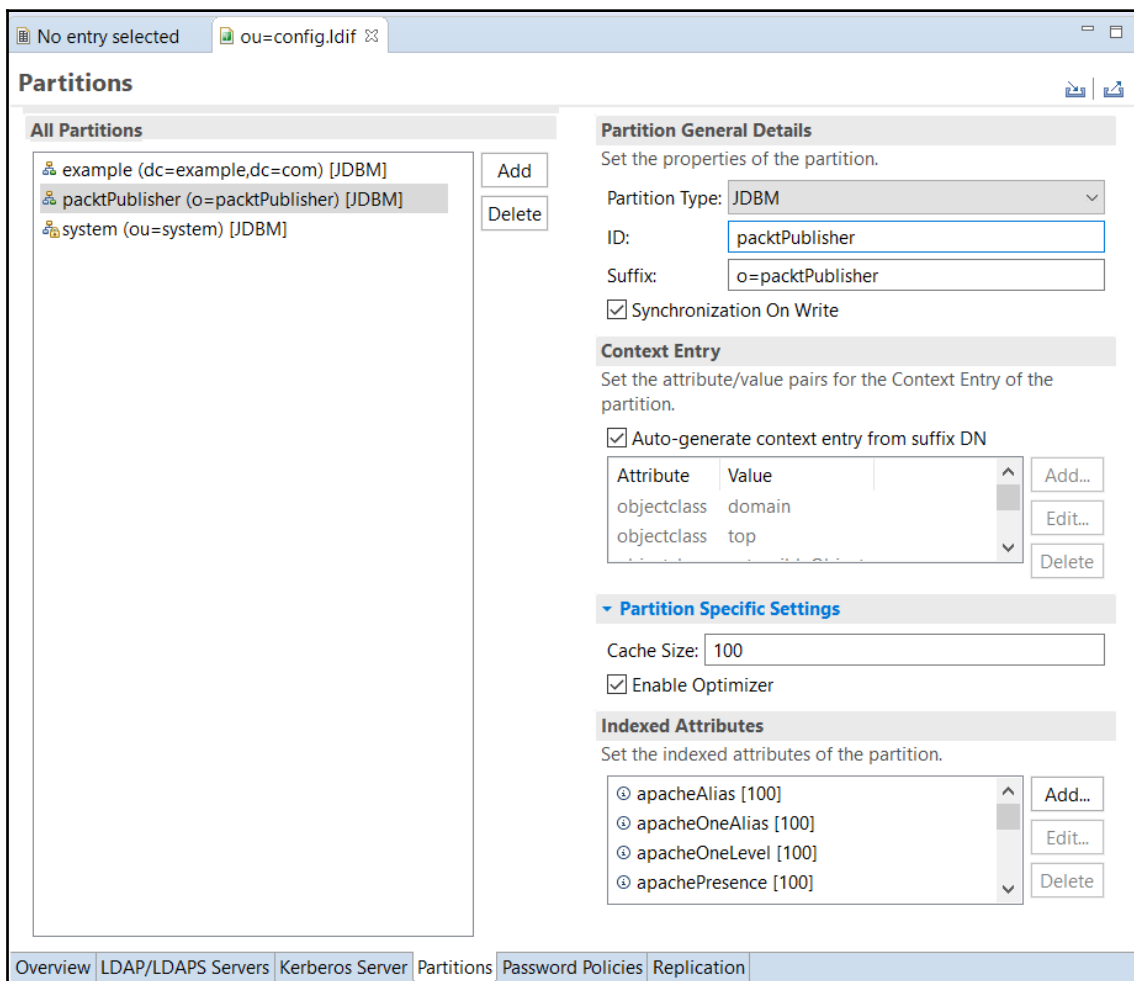 No entry selected
ou=config.ldif
Partitions
All Partitions
example (dc=example,dc=com) [JDBM]
packtPublisher (o=packtPublisher) [JDBM]
system (ou=system) [JDBM]
Add
Delete
Partition General Details
Set the properties of the partition.
Partition Type: JDBM
ID: packtPublisher
Suffix: o=packtPublisher
Synchronization On Write
Context Entry
Set the attribute/value pairs for the Context Entry of the
partition.
Auto-generate context entry from suffix DN
Attribute Value
objectclass domain
objectclass top
Add...
Edit...
Delete
Partition Specific Settings
Cache Size: 100
Enable Optimizer
Indexed Attributes
Set the indexed attributes of the partition.
apacheAlias [100]
apacheOneAlias [100]
apacheOneLevel [100]
apachePresence [100]
Add...
Edit...
Delete
Overview LDAP/LDAPS Servers Kerberos Server Partitions Password Policies Replication